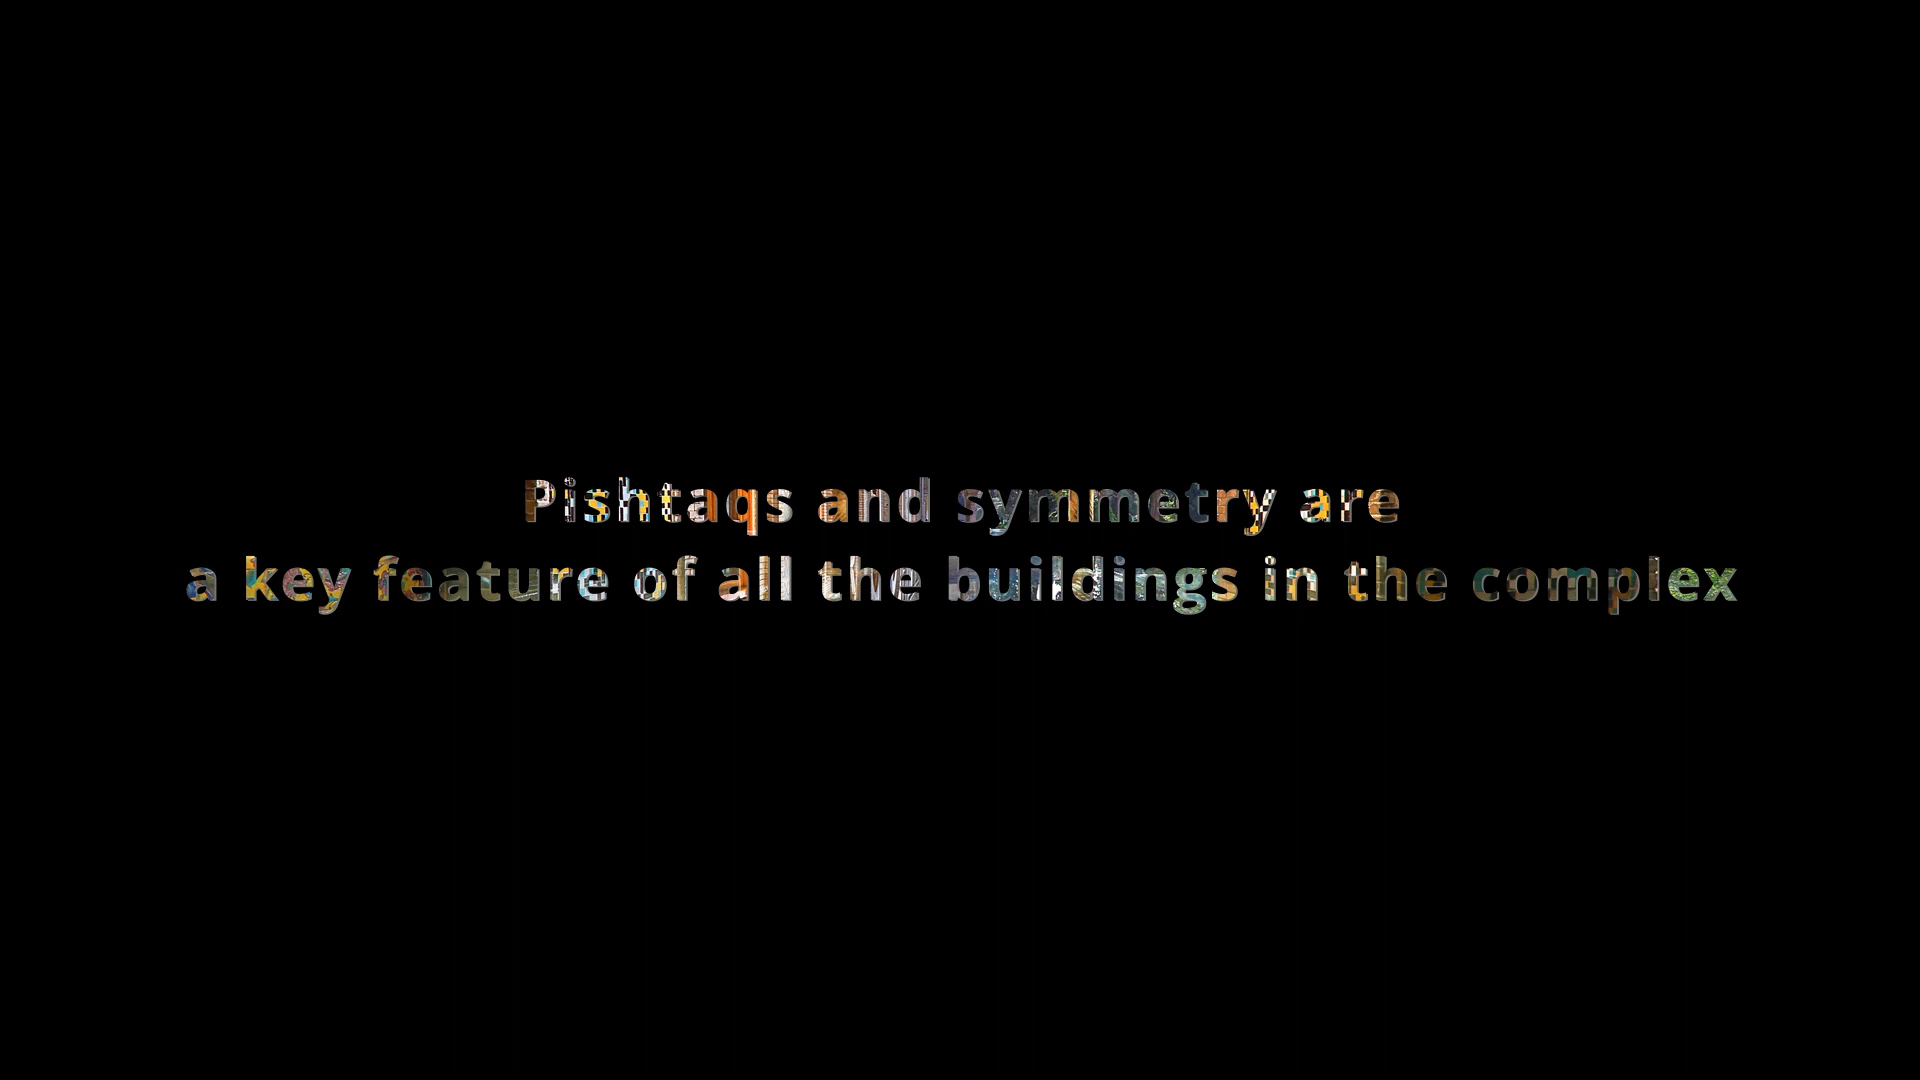 Pishtaqs and symmetry are
a key feature of all the buildings in the complex